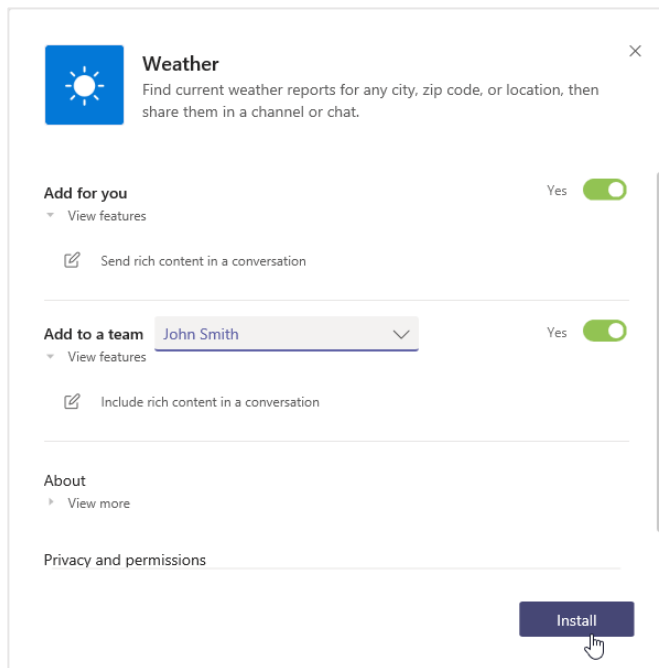 Weather
Find current weather reports for any city, zip code, or location, then
share them in a channel or chat.
Add for you
Yes
View features
Send rich content in a conversation
Add to a team
John Smith
Yes
View features
Include rich content in a conversation
About
View more
Privacy and permissions
Install